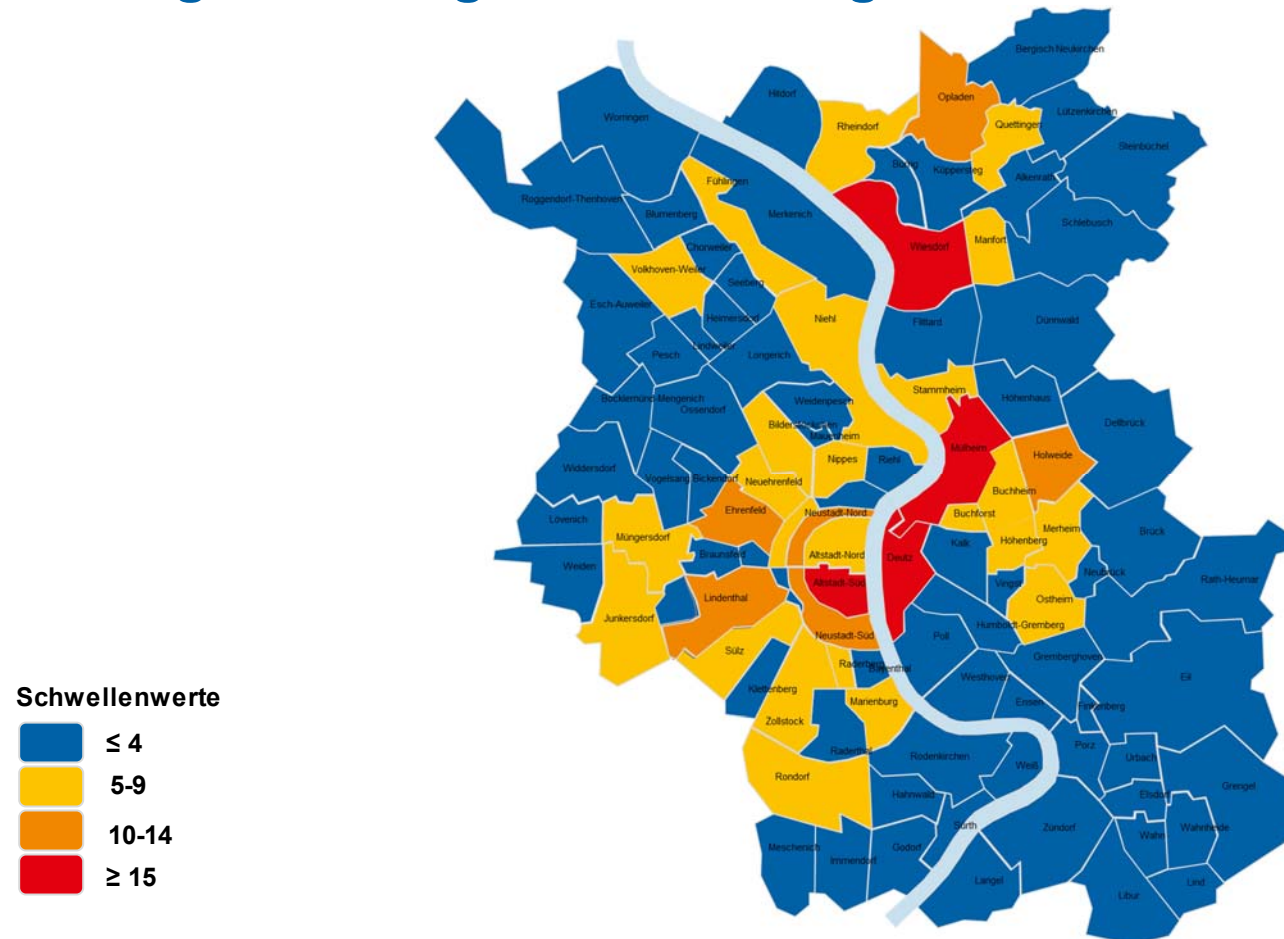 Bergisch Neukirchen
Hitdorf
Opladen
Lützenkirchen
Worringen
Rheindorf
Quettingen
Steinbüchel
Bürrig
Küppersteg
Alkenrath
Fühlingen
Roggendorf-Thenhoven
Blumenberg
Merkenich
Schlebusch
Chorweiler
Wiesdorf
Manfort
Volkhoven-Weiler
Seeberg
Esch-Auweiler
Heimersdorf
Niehl
Flittard
Dünnwald
Lindweiler
Pesch
Longerich
Stammheim
Bocklemünd-Mengenich
Ossendorf
Weidenpesch
Höhenhaus
Dellbrück
Bilderstöckchen
Mauenheim
Mülheim
Holweide
Nippes
Riehl
Widdersdorf
Vogelsang
Bickendorf
Neuehrenfeld
Buchheim
Ehrenfeld
Neustadt-Nord
Buchforst
Lövenich
Müngersdorf
Merheim
Brück
Höhenberg
Kalk
Braunsfeld
Altstadt-Nord
Deutz
Weiden
Neubrück
Rath-Heumar
Altstadt-Süd
Vingst
Lindenthal
Ostheim
Junkersdorf
Humboldt-Gremberg
Neustadt-Süd
Poll
Sülz
Gremberghoven
Raderberg
Bayenthal
Westhoven
Eil
Klettenberg
Marienburg
Ensen
Finkenberg
Schwellenwerte
Zollstock
≤ 4
Raderthal
Porz
Rodenkirchen
Urbach
Weiß
Rondorf
5-9
Grengel
Hahnwald
Elsdorf
Sürth
Zündorf
Wahn
Wahnheide
10-14
Meschenich
Godorf
Immendorf
≥ 15
Langel
Lind
Libur